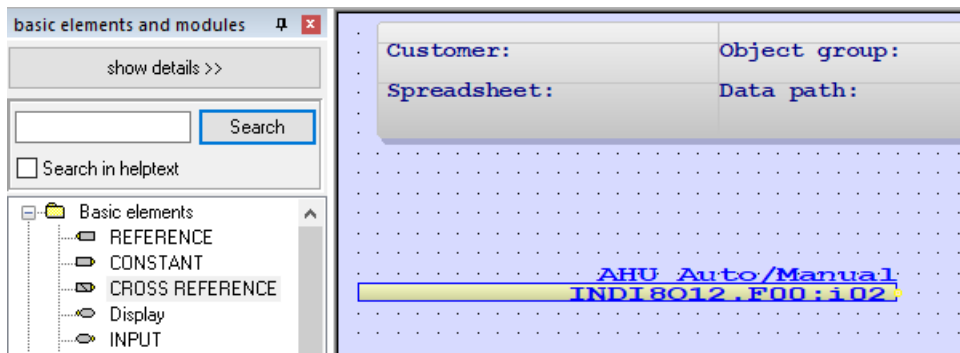 basic elements and modules
show details >>
Search
Search in helptext
Basic elements
REFERENCE
CONSTANT
CROSS REFERENCE
Display
INPUT
Customer:
Object group:
Spreadsheet:
Data path:
AHU Auto/Manual
INDI8O12.F00:i02